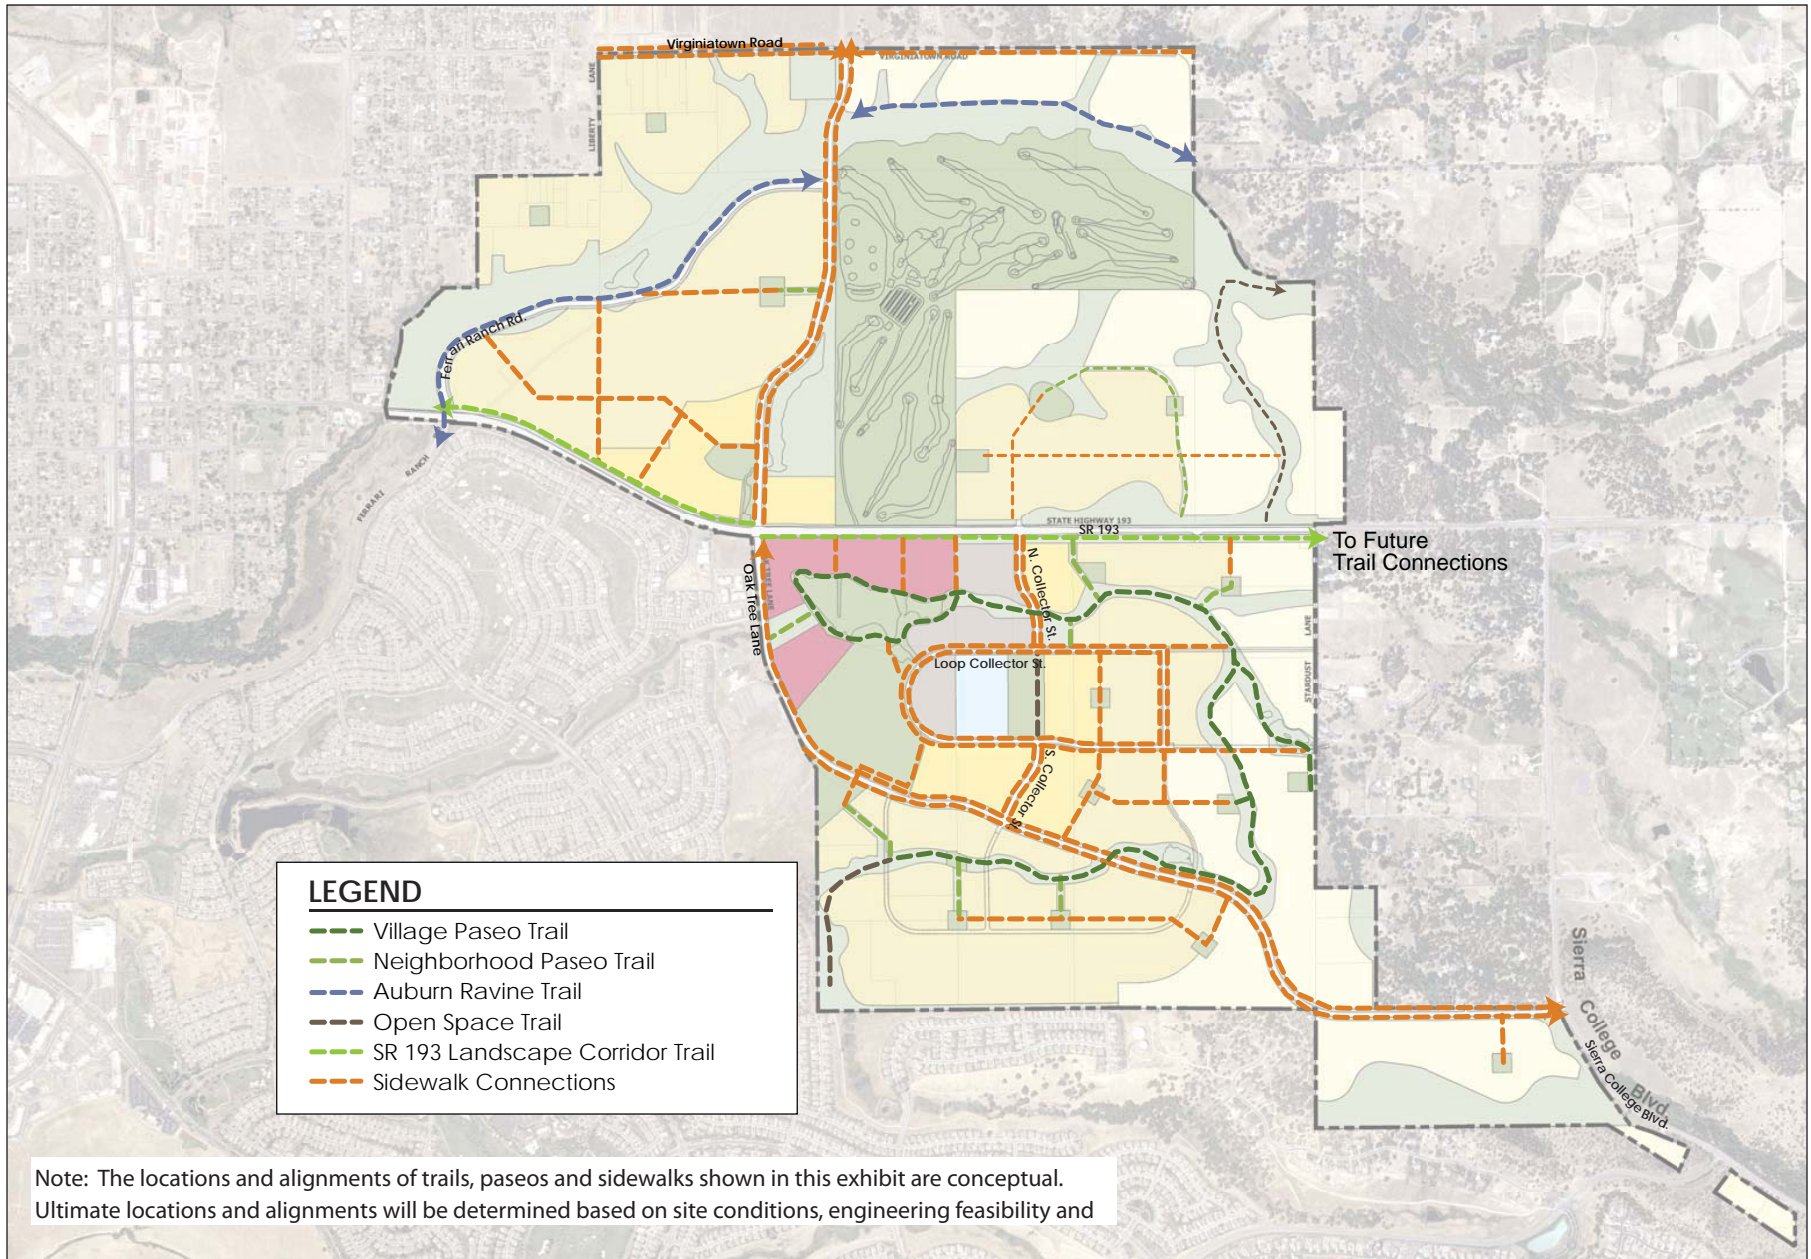 Virginiatown Road
VIRGINIATOWN ROAD
LIBERTY LANE
Ferrari Ranch Rd.
FERRARI RANCH
STATE HIGHWAY 193
SR 193
To Future
Trail Connections
N. Collector St.
Oak Tree Lane
TREE LANE
Loop Collector St.
STARDUST LANE
S. Collector St.
LEGEND
Village Paseo Trail
Neighborhood Paseo Trail
Auburn Ravine Trail
Open Space Trail
SR 193 Landscape Corridor Trail
Sidewalk Connections
Sierra College Blvd.
Sierra College Blvd.
Note: The locations and alignments of trails, paseos and sidewalks shown in this exhibit are conceptual.
Ultimate locations and alignments will be determined based on site conditions, engineering feasibility and